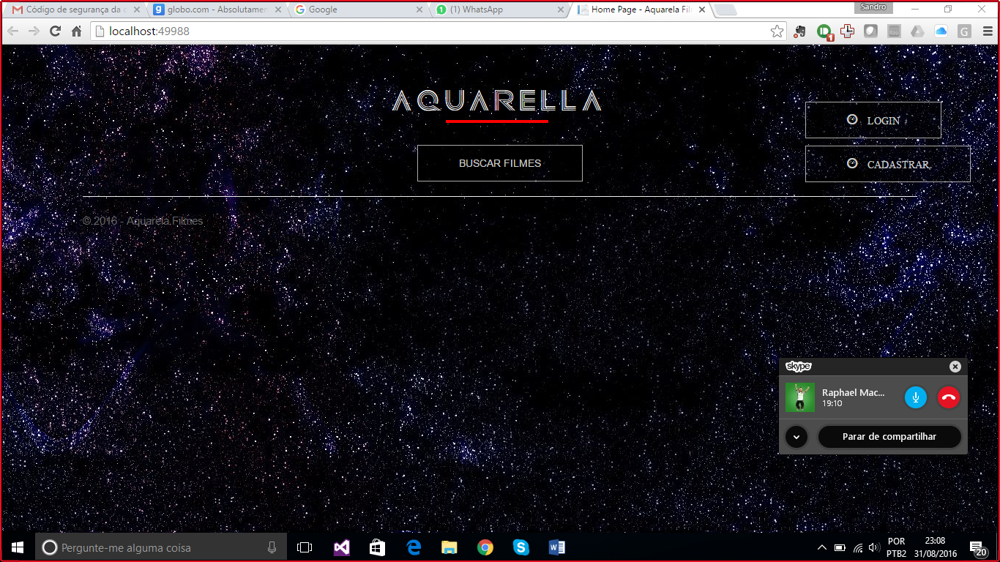 Código de segurança da c
globo.com - Absolutamen
Google
(1) WhatsApp
Home Page - Aquarela Fil
Sandro
localhost:49988
1
Itaú
G
AQUARELLA
LOGIN
BUSCAR FILMES
CADASTRAR
© 2016 - Aquarela Filmes
skype
Raphael Mac...
19:10
Parar de compartilhar
Pergunte-me alguma coisa
POR
PTB2
23:08
31/08/2016
20